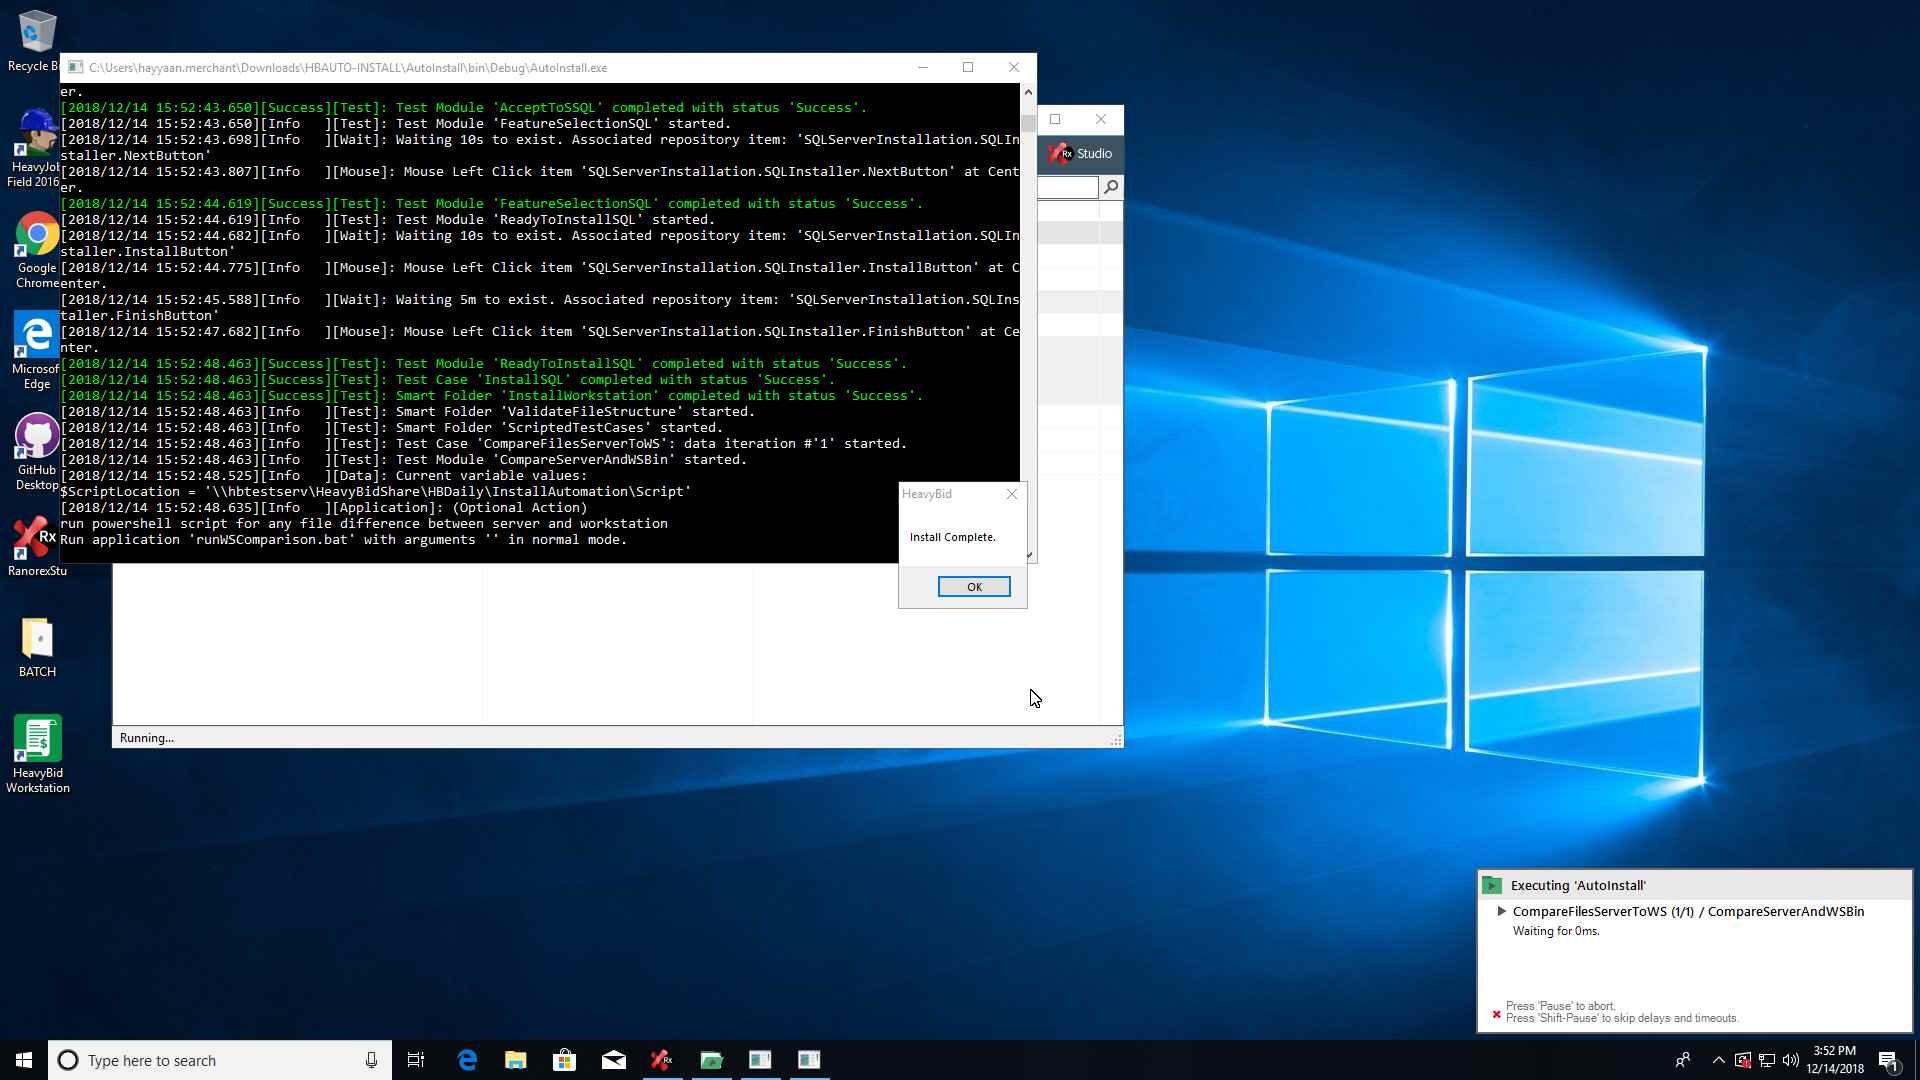 Recycle B
HeavyJob
Field 2016
Google
Chrome
Microsof
Edge
GitHub
Desktop
RanorexStu
BATCH
HeavyBid
Workstation
C:\Users\hayyaan.merchant\Downloads\HBAUTO-INSTALL\AutoInstall\bin\Debug\AutoInstall.exe
er.
[2018/12/14 15:52:43.650][Success][Test]: Test Module 'AcceptToSSQL' completed with status 'Success'.
[2018/12/14 15:52:43.650][Info   ][Test]: Test Module 'FeatureSelectionSQL' started.
[2018/12/14 15:52:43.698][Info   ][Wait]: Waiting 10s to exist. Associated repository item: 'SQLServerInstallation.SQLIn
staller.NextButton'
[2018/12/14 15:52:43.807][Info   ][Mouse]: Mouse Left Click item 'SQLServerInstallation.SQLInstaller.NextButton' at Cent
er.
[2018/12/14 15:52:44.619][Success][Test]: Test Module 'FeatureSelectionSQL' completed with status 'Success'.
[2018/12/14 15:52:44.619][Info   ][Test]: Test Module 'ReadyToInstallSQL' started.
[2018/12/14 15:52:44.682][Info   ][Wait]: Waiting 10s to exist. Associated repository item: 'SQLServerInstallation.SQLIn
staller.InstallButton'
[2018/12/14 15:52:44.775][Info   ][Mouse]: Mouse Left Click item 'SQLServerInstallation.SQLInstaller.InstallButton' at C
enter.
[2018/12/14 15:52:45.588][Info   ][Wait]: Waiting 5m to exist. Associated repository item: 'SQLServerInstallation.SQLIns
taller.FinishButton'
[2018/12/14 15:52:47.682][Info   ][Mouse]: Mouse Left Click item 'SQLServerInstallation.SQLInstaller.FinishButton' at Ce
nter.
[2018/12/14 15:52:48.463][Success][Test]: Test Module 'ReadyToInstallSQL' completed with status 'Success'.
[2018/12/14 15:52:48.463][Success][Test]: Test Case 'InstallSQL' completed with status 'Success'.
[2018/12/14 15:52:48.463][Success][Test]: Smart Folder 'InstallWorkstation' completed with status 'Success'.
[2018/12/14 15:52:48.463][Info   ][Test]: Smart Folder 'ValidateFileStructure' started.
[2018/12/14 15:52:48.463][Info   ][Test]: Smart Folder 'ScriptedTestCases' started.
[2018/12/14 15:52:48.463][Info   ][Test]: Test Case 'CompareFilesServerToWS': data iteration #'1' started.
[2018/12/14 15:52:48.463][Info   ][Test]: Test Module 'CompareServerAndWSBin' started.
[2018/12/14 15:52:48.525][Info   ][Data]: Current variable values:
$ScriptLocation = '\\hbtestserv\HeavyBidShare\HBDaily\InstallAutomation\Script'
[2018/12/14 15:52:48.635][Info   ][Application]: (Optional Action)
run powershell script for any file difference between server and workstation
Run application 'runWSComparison.bat' with arguments '' in normal mode.
Rx Studio
HeavyBid
Install Complete.
OK
Running...
Executing 'AutoInstall'
CompareFilesServerToWS (1/1) / CompareServerAndWSBin
Waiting for 0ms.
Press 'Pause' to abort.
Press 'Shift-Pause' to skip delays and timeouts.
Type here to search
3:52 PM
12/14/2018
1